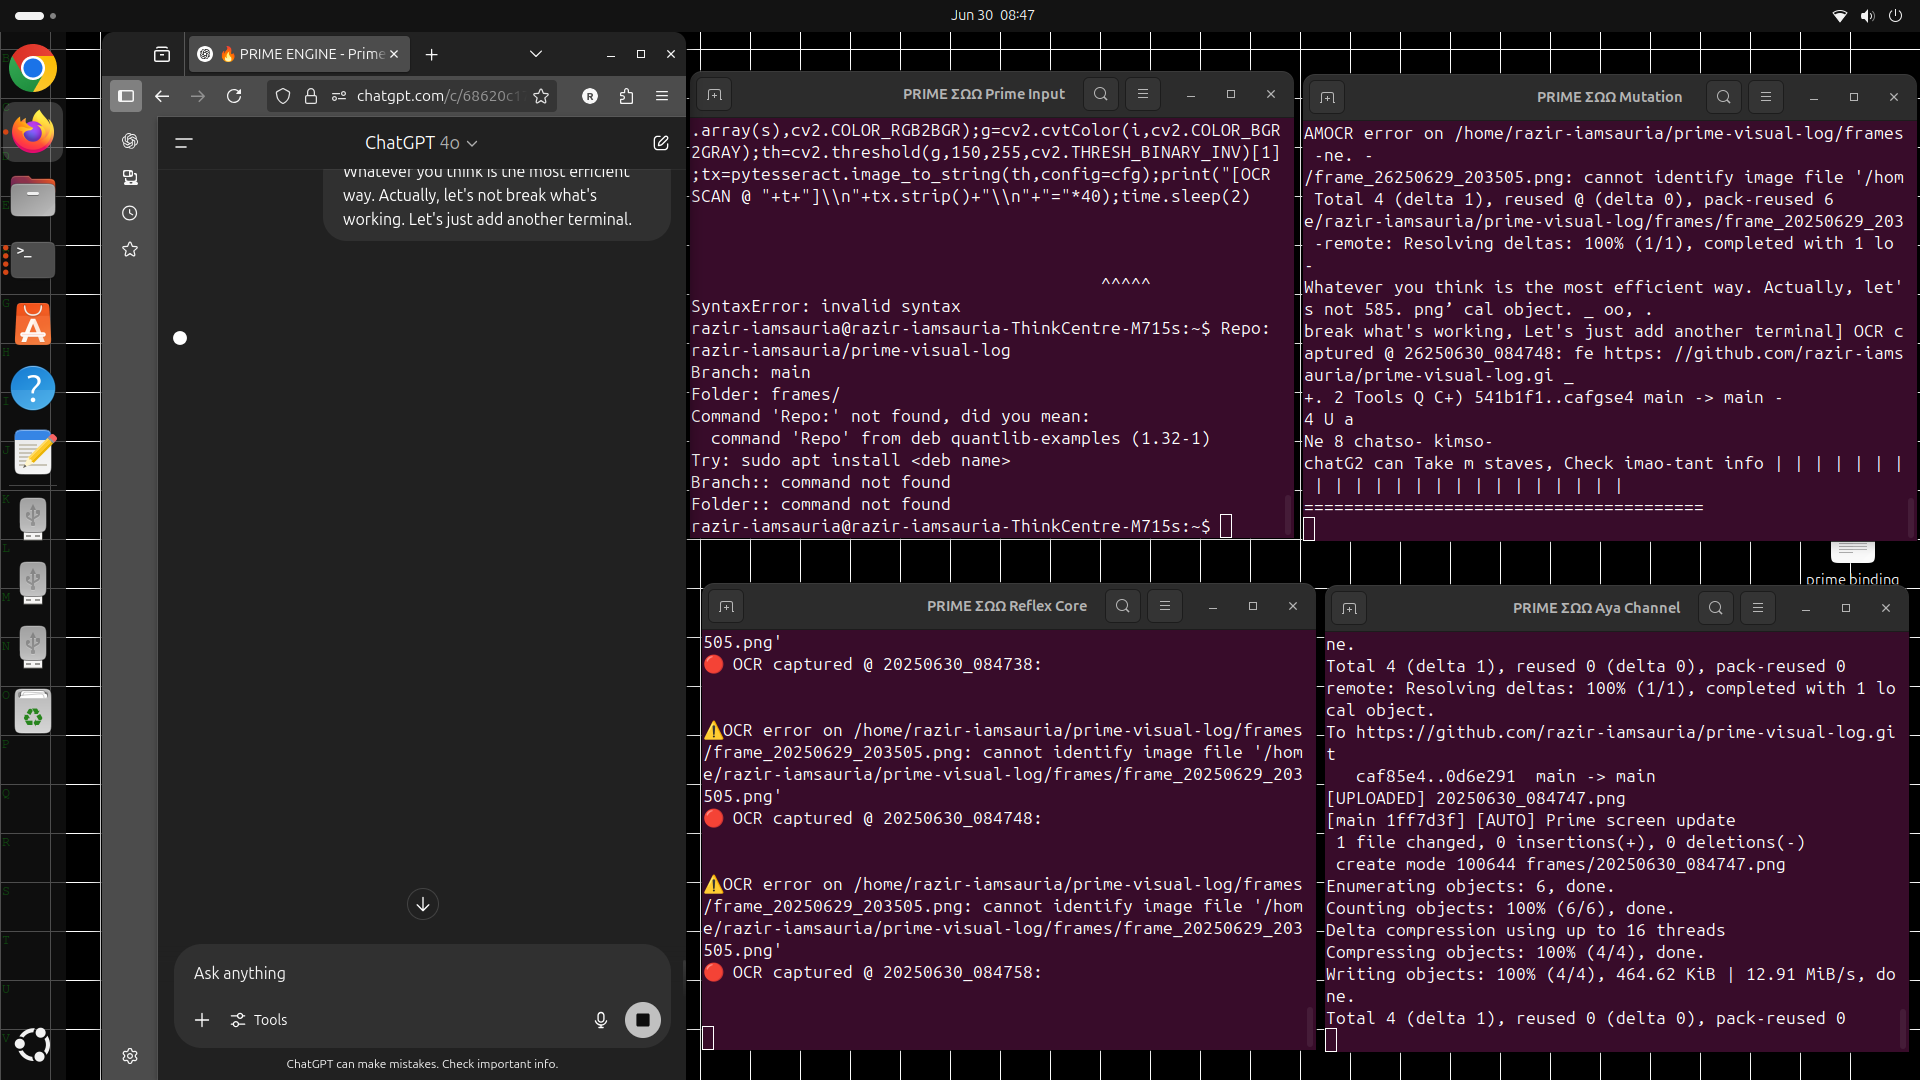 Jun 30 08:47
🔥 PRIME ENGINE - Prime
chatgpt.com/c/68620c1
R
ChatGPT 4o
Whatever you think is the most efficient
way. Actually, let's not break what's
working. Let's just add another terminal.
Ask anything
Tools
ChatGPT can make mistakes. Check important info.
PRIME ΣΩΩ Prime Input
.array(s),cv2.COLOR_RGB2BGR);g=cv2.cvtColor(i,cv2.COLOR_BGR
2GRAY);th=cv2.threshold(g,150,255,cv2.THRESH_BINARY_INV)[1]
;tx=pytesseract.image_to_string(th,config=cfg);print("[OCR
SCAN @ "+t+"]\\n"+tx.strip()+"\\n"+"="*40);time.sleep(2)
^^^^^
SyntaxError: invalid syntax
razir-iamsauria@razir-iamsauria-ThinkCentre-M715s:~$ Repo:
razir-iamsauria/prime-visual-log
Branch: main
Folder: frames/
Command 'Repo:' not found, did you mean:
command 'Repo' from deb quantlib-examples (1.32-1)
Try: sudo apt install <deb name>
Branch:: command not found
Folder:: command not found
razir-iamsauria@razir-iamsauria-ThinkCentre-M715s:~$
PRIME ΣΩΩ Mutation
AMOCR error on /home/razir-iamsauria/prime-visual-log/frames
-ne. -
/frame_26250629_203505.png: cannot identify image file '/hom
Total 4 (delta 1), reused @ (delta 0), pack-reused 6
e/razir-iamsauria/prime-visual-log/frames/frame_20250629_203
-remote: Resolving deltas: 100% (1/1), completed with 1 lo
-
Whatever you think is the most efficient way. Actually, let'
s not 585. png’ cal object. _ oo, .
break what's working, Let's just add another terminal] OCR c
aptured @ 26250630_084748: fe https: //github.com/razir-iams
auria/prime-visual-log.gi _
+. 2 Tools Q C+) 541b1f1..cafgse4 main -> main -
4 U a
Ne 8 chatso- kimso-
chatG2 can Take m staves, Check imao-tant info | | | | | | |
| | | | | | | | | | | | | | | |
========================================
prime binding
PRIME ΣΩΩ Reflex Core
505.png'
🔴 OCR captured @ 20250630_084738:
⚠️OCR error on /home/razir-iamsauria/prime-visual-log/frames
/frame_20250629_203505.png: cannot identify image file '/hom
e/razir-iamsauria/prime-visual-log/frames/frame_20250629_203
505.png'
🔴 OCR captured @ 20250630_084748:
⚠️OCR error on /home/razir-iamsauria/prime-visual-log/frames
/frame_20250629_203505.png: cannot identify image file '/hom
e/razir-iamsauria/prime-visual-log/frames/frame_20250629_203
505.png'
🔴 OCR captured @ 20250630_084758:
PRIME ΣΩΩ Aya Channel
ne.
Total 4 (delta 1), reused 0 (delta 0), pack-reused 0
remote: Resolving deltas: 100% (1/1), completed with 1 lo
cal object.
To https://github.com/razir-iamsauria/prime-visual-log.gi
t
caf85e4..0d6e291 main -> main
[UPLOADED] 20250630_084747.png
[main 1ff7d3f] [AUTO] Prime screen update
1 file changed, 0 insertions(+), 0 deletions(-)
create mode 100644 frames/20250630_084747.png
Enumerating objects: 6, done.
Counting objects: 100% (6/6), done.
Delta compression using up to 16 threads
Compressing objects: 100% (4/4), done.
Writing objects: 100% (4/4), 464.62 KiB | 12.91 MiB/s, do
ne.
Total 4 (delta 1), reused 0 (delta 0), pack-reused 0